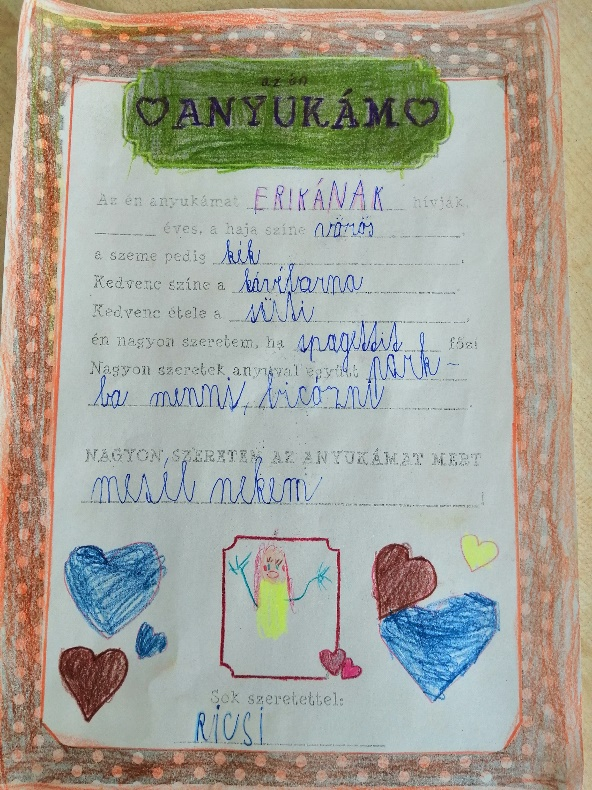 az én
ANYUKÁM
Az én anyukámat ERIKÁNAK hívják.
______ éves, a haja színe vörös,
a szeme pedig kék.
Kedvenc színe a kávébarna
Kedvenc étele a süti,
én nagyon szeretem, ha spagettit főz!
Nagyon szeretek anyuval együtt park-
ba menni, bicózni
NAGYON SZERETEM AZ ANYUKÁMAT MERT
mesél nekem!
Sok szeretettel:
RICSI